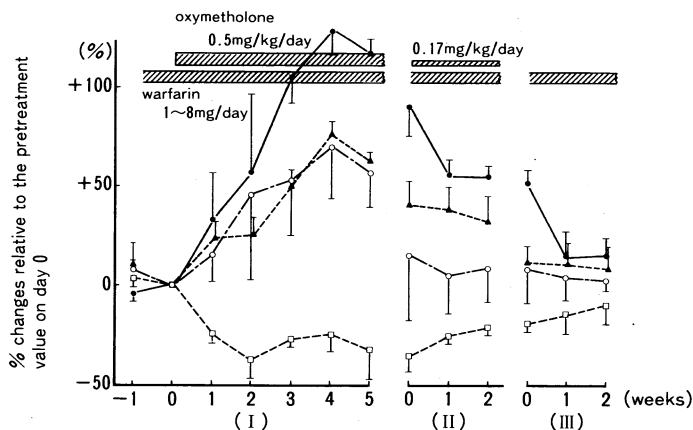 oxymetholone
(%)
0.5mg/kg/day
0.17mg/kg/day
+100
warfarin
1~8mg/day
+50
0
−50
% changes relative to the pretreatment
value on day 0
−1 0 1 2 3 4 5 0 1 2 0 1 2 (weeks)
(I) (II) (III)